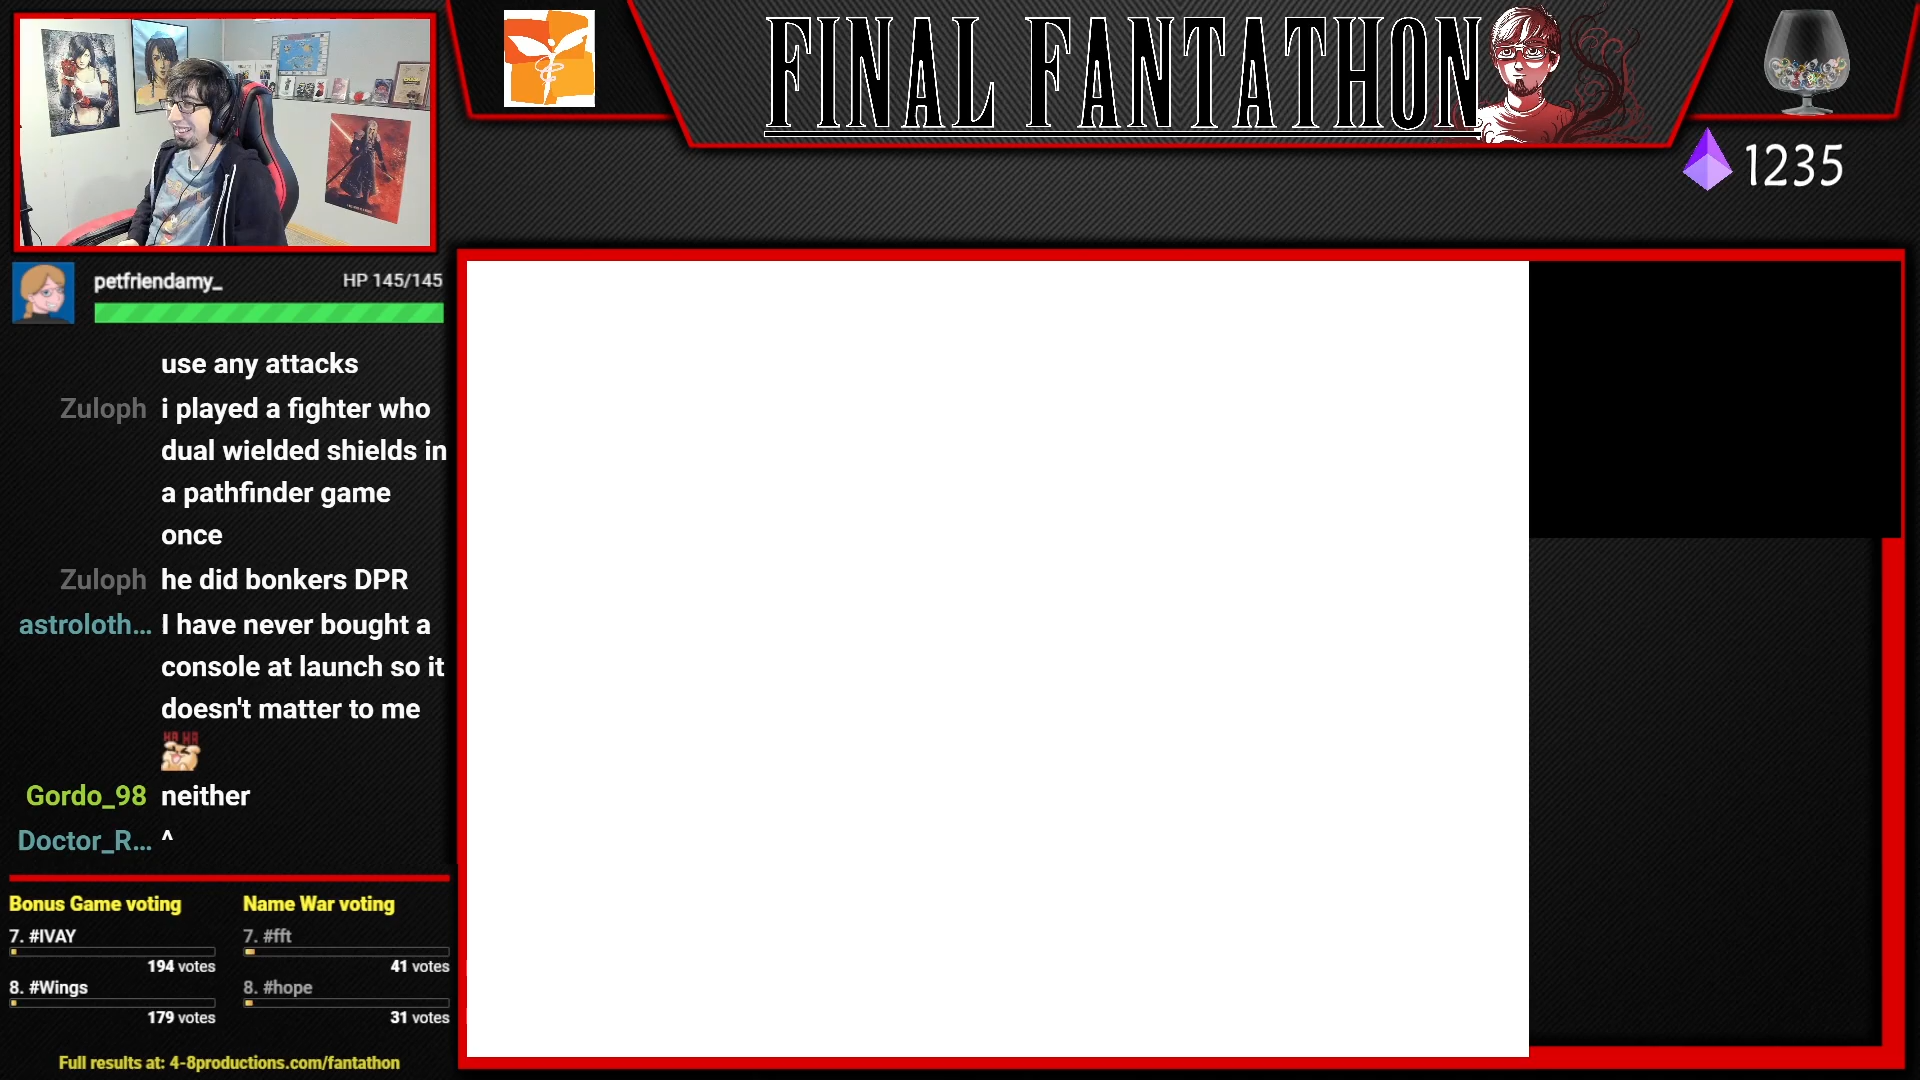 FINAL FANTATHON
1235
petfriendamy_
HP 145/145
use any attacks
Zuloph i played a fighter who
dual wielded shields in
a pathfinder game
once
Zuloph he did bonkers DPR
astroloth... I have never bought a
console at launch so it
doesn't matter to me
HA HA
Gordo_98 neither
Doctor_R... ^
Bonus Game voting
7. #IVAY
194 votes
8. #Wings
179 votes
Name War voting
7. #fft
41 votes
8. #hope
31 votes
Full results at: 4-8productions.com/fantathon